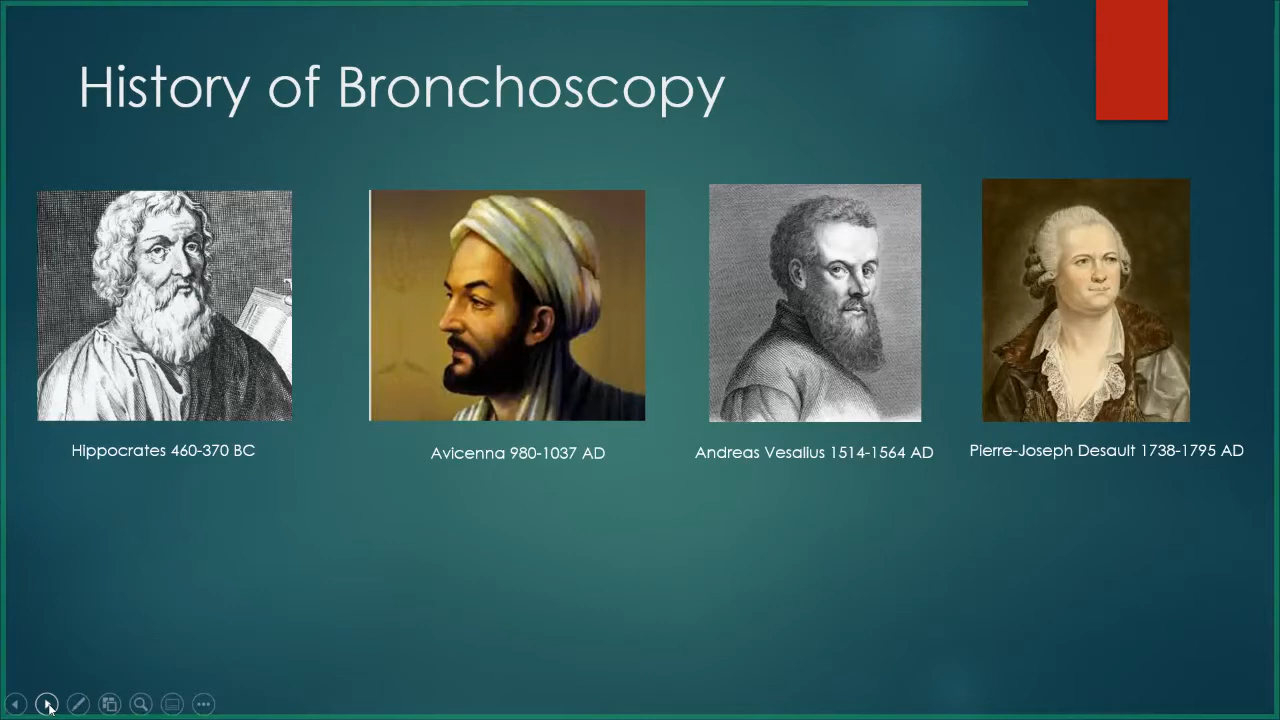 History of Bronchoscopy
Hippocrates 460-370 BC
Avicenna 980-1037 AD
Andreas Vesalius 1514-1564 AD
Pierre-Joseph Desault 1738-1795 AD